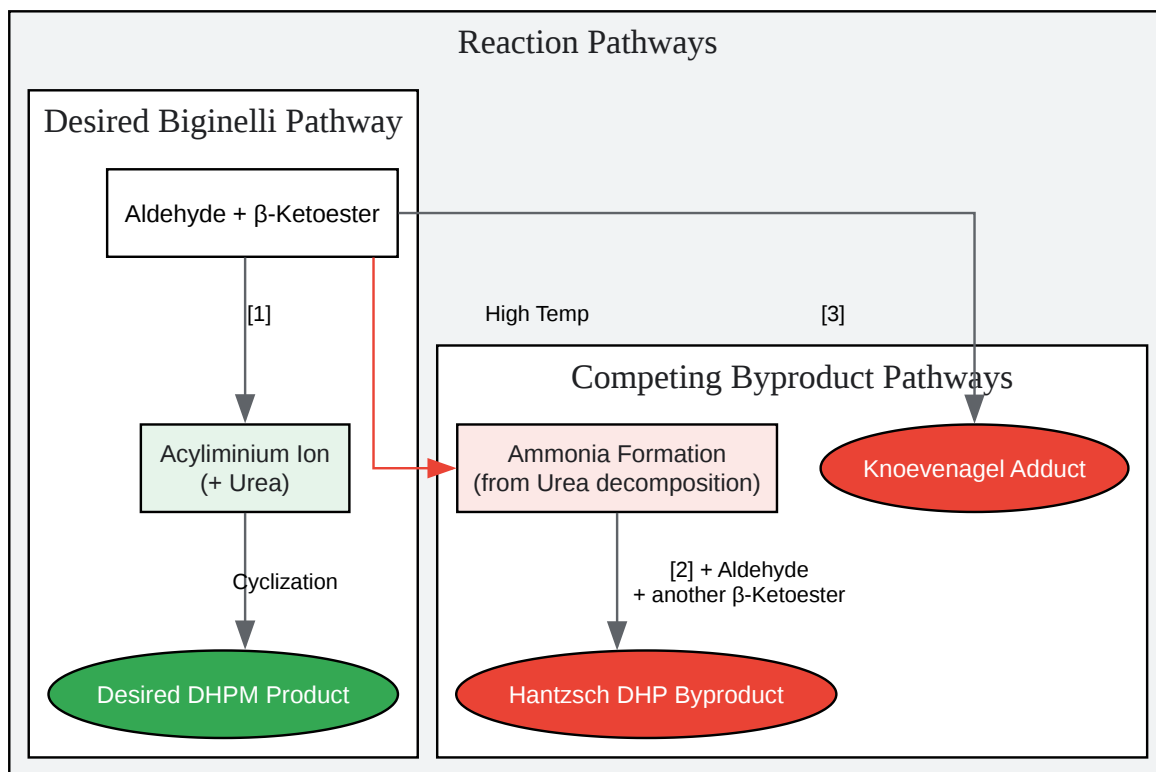 Reaction Pathways
Desired Biginelli Pathway
Aldehyde + β-Ketoester
[1]
High Temp
[3]
Competing Byproduct Pathways
Acyliminium Ion
(+ Urea)
Ammonia Formation
(from Urea decomposition)
Knoevenagel Adduct
Cyclization
[2] + Aldehyde
+ another β-Ketoester
Desired DHPM Product
Hantzsch DHP Byproduct